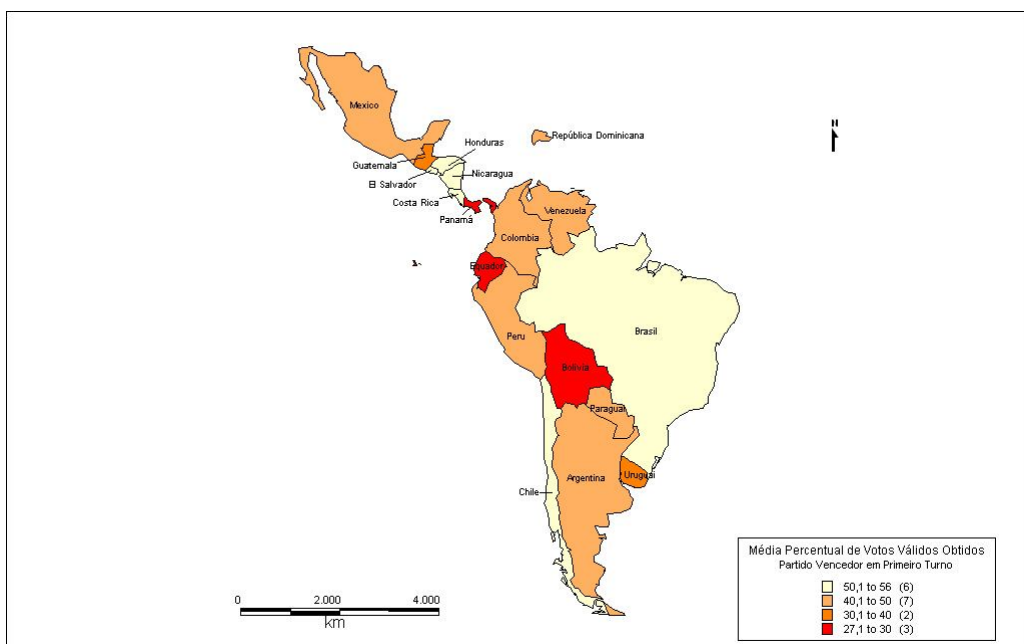 Mexico
República Dominicana
Honduras
Guatemala
Nicaragua
El Salvador
Costa Rica
Panamá
Venezuela
Colombia
Equador
Peru
Brasil
Bolívia
Paraguai
Argentina
Uruguai
Chile
N
0 2.000 4.000
km
Média Percentual de Votos Válidos Obtidos
Partido Vencedor em Primeiro Turno
50,1 to 56 (6)
40,1 to 50 (7)
30,1 to 40 (2)
27,1 to 30 (3)